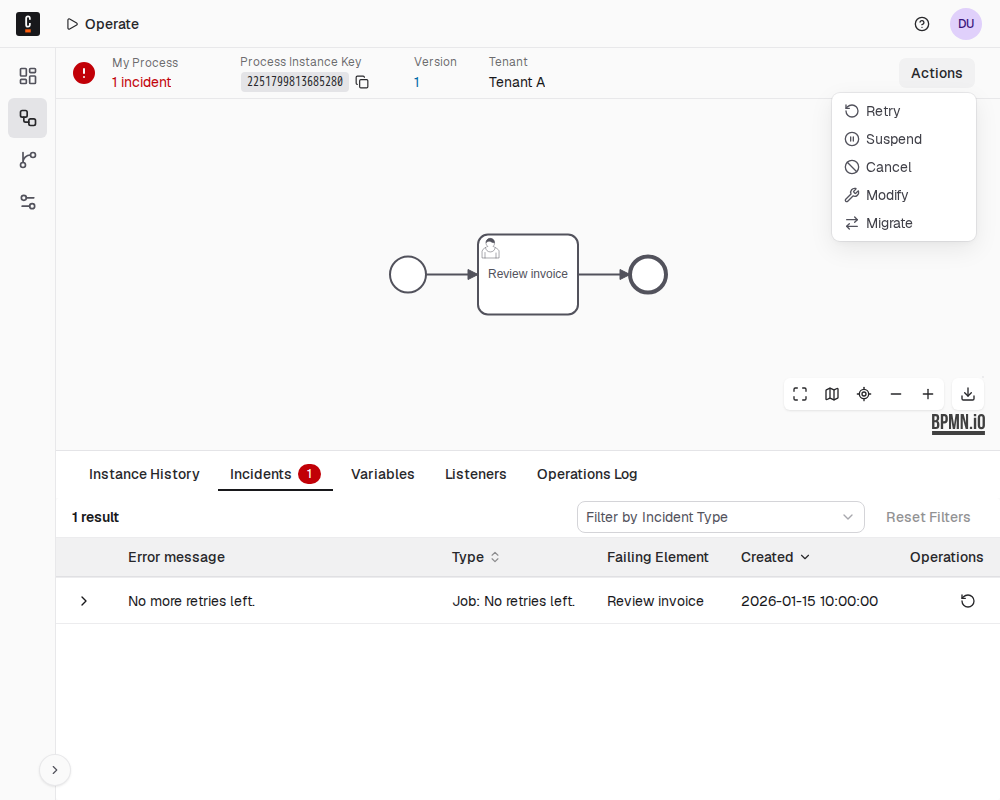 C
Operate
DU
My Process
1 incident
Process Instance Key
2251799813685280
Version
1
Tenant
Tenant A
Actions
Retry
Suspend
Cancel
Modify
Migrate
Review invoice
BPMN.iO
Instance History
Incidents 1
Variables
Listeners
Operations Log
1 result
Filter by Incident Type
Reset Filters
Error message
Type
Failing Element
Created
Operations
No more retries left.
Job: No retries left.
Review invoice
2026-01-15 10:00:00